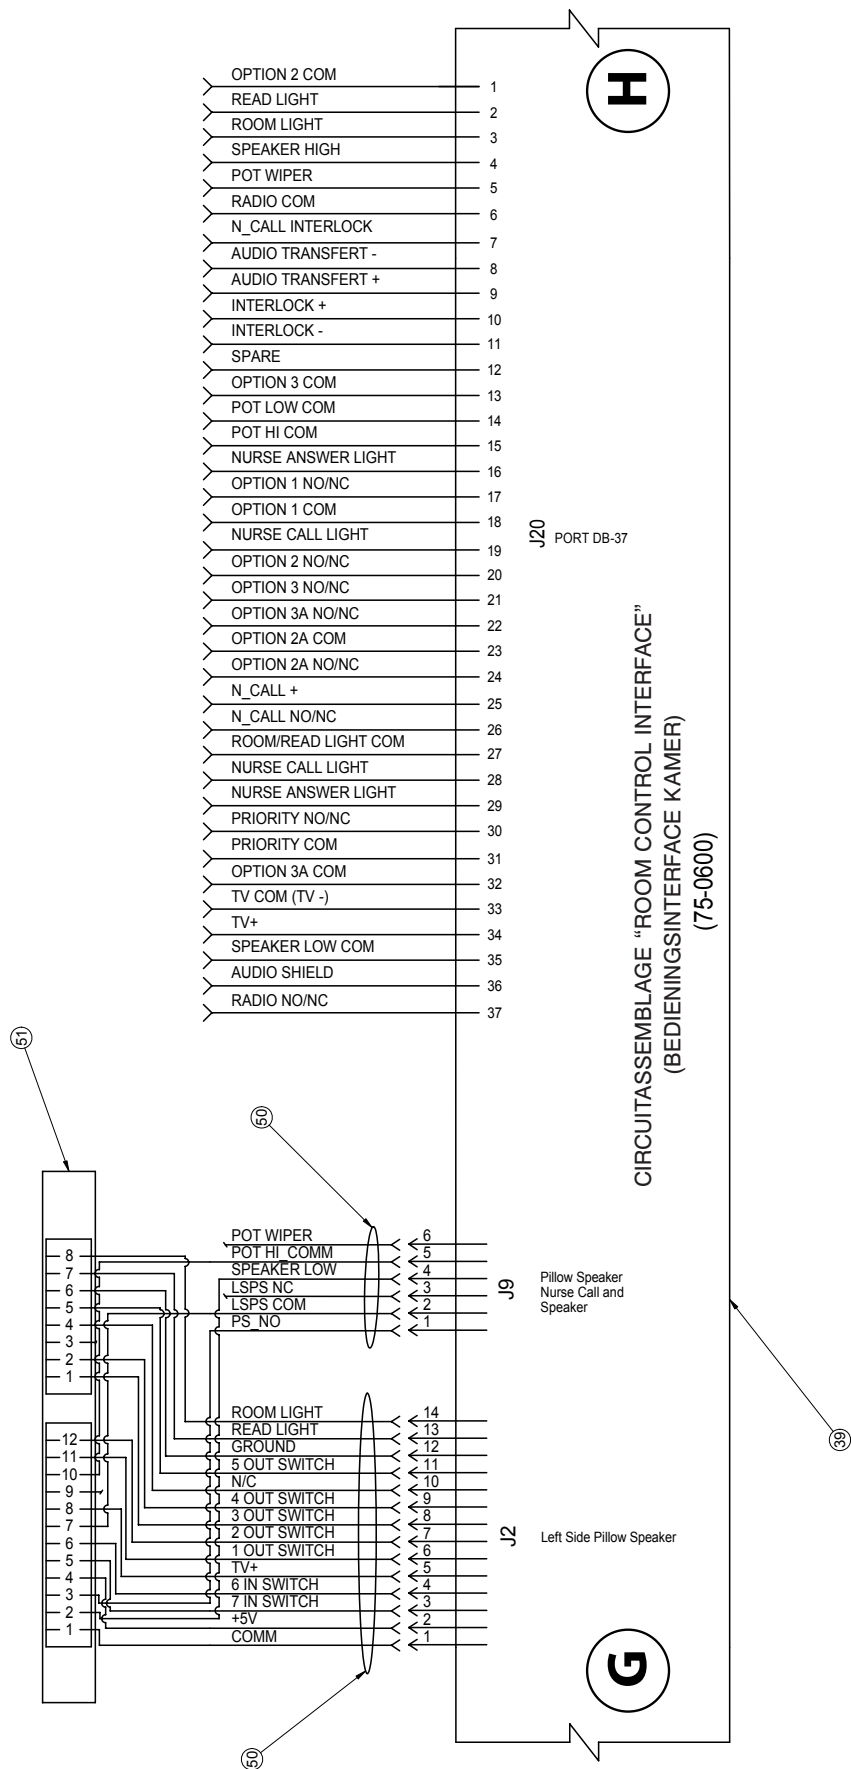 H
OPTION 2 COM 1
READ LIGHT 2
ROOM LIGHT 3
SPEAKER HIGH 4
POT WIPER 5
RADIO COM 6
N_CALL INTERLOCK 7
AUDIO TRANSFERT - 8
AUDIO TRANSFERT + 9
INTERLOCK + 10
INTERLOCK - 11
SPARE 12
OPTION 3 COM 13
POT LOW COM 14
POT HI COM 15
NURSE ANSWER LIGHT 16
OPTION 1 NO/NC 17
OPTION 1 COM 18
NURSE CALL LIGHT 19
OPTION 2 NO/NC 20
OPTION 3 NO/NC 21
OPTION 3A NO/NC 22
OPTION 2A COM 23
OPTION 2A NO/NC 24
N_CALL + 25
N_CALL NO/NC 26
ROOM/READ LIGHT COM 27
NURSE CALL LIGHT 28
NURSE ANSWER LIGHT 29
PRIORITY NO/NC 30
PRIORITY COM 31
OPTION 3A COM 32
TV COM (TV -) 33
TV+ 34
SPEAKER LOW COM 35
AUDIO SHIELD 36
RADIO NO/NC 37
J20 PORT DB-37
CIRCUITASSEMBLAGE "ROOM CONTROL INTERFACE"
(BEDIENINGSINTERFACE KAMER)
(75-0600)
51
50
8
7
6
5
4
3
2
1
POT WIPER 6
POT HI_COMM 5
SPEAKER LOW 4
LSPS NC 3
LSPS COM 2
PS_NO 1
J9
Pillow Speaker
Nurse Call and
Speaker
39
12
11
10
9
8
7
6
5
4
3
2
1
ROOM LIGHT 14
READ LIGHT 13
GROUND 12
5 OUT SWITCH 11
N/C 10
4 OUT SWITCH 9
3 OUT SWITCH 8
2 OUT SWITCH 7
1 OUT SWITCH 6
TV+ 5
6 IN SWITCH 4
7 IN SWITCH 3
+5V 2
COMM 1
J2
Left Side Pillow Speaker
G
50